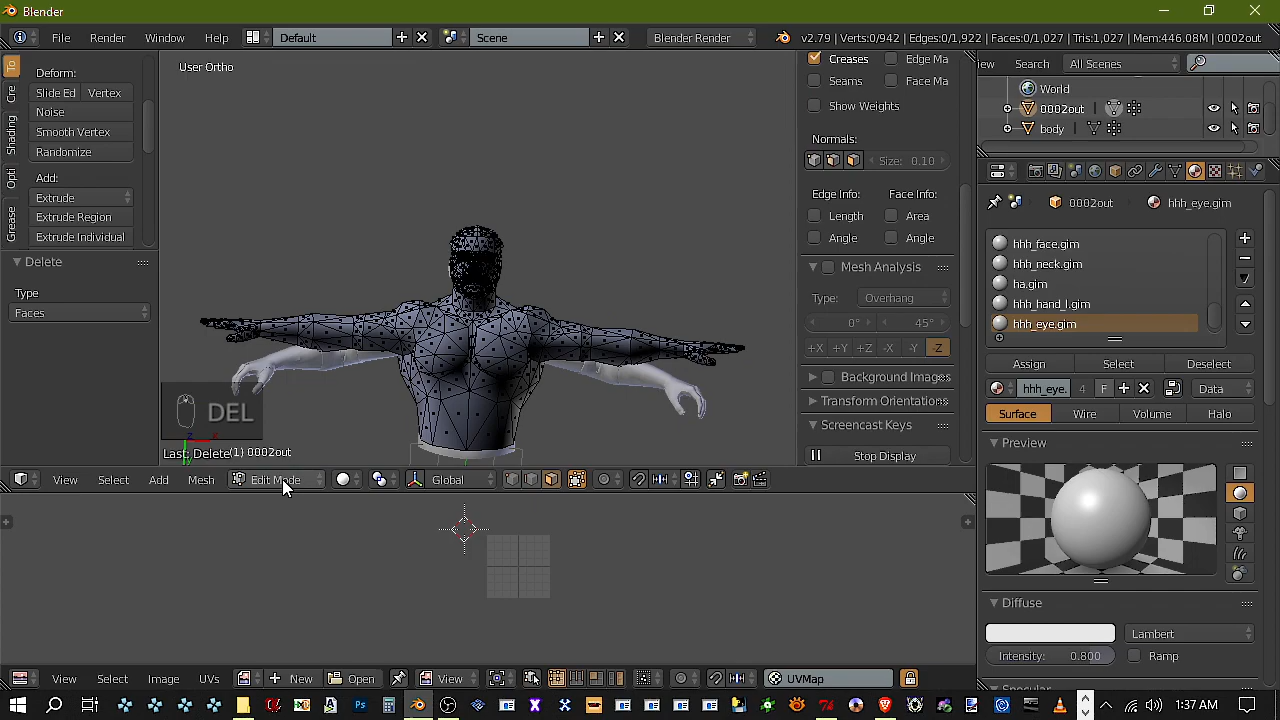 Blender
File Render Window Help Default Scene Blender Render v2.79 | Verts:0/942 | Edges:0/1,922 | Faces:0/1,027 | Tris:1,027 | Mem:446.08M | 0002out
To
Cre
Shading
Opti
Grease
Deform:
Slide Ed Vertex
Noise
Smooth Vertex
Randomize
Add:
Extrude
Extrude Region
Extrude Individual
Delete
Type
Faces
User Ortho
DEL
Last: Delete
(1) 0002out
Creases Edge Ma
Seams Face Ma
Show Weights
Normals:
Size: 0.10
Edge Info: Face Info:
Length Area
Angle Angle
Mesh Analysis
Type: Overhang
0° 45°
+X +Y +Z -X -Y -Z
Background Images
Transform Orientations
Screencast Keys
Stop Display
View Select Add Mesh Edit Mode Global
iew Search All Scenes
World
0002out
body
0002out hhh_eye.gim
hhh_face.gim
hhh_neck.gim
ha.gim
hhh_hand_l.gim
hhh_eye.gim
Assign Select Deselect
hhh_eye. 4 F Data
Surface Wire Volume Halo
Preview
Diffuse
Lambert
Intensity: 0.800 Ramp
Specular
View Select Image UVs New Open View UVMap
1:37 AM